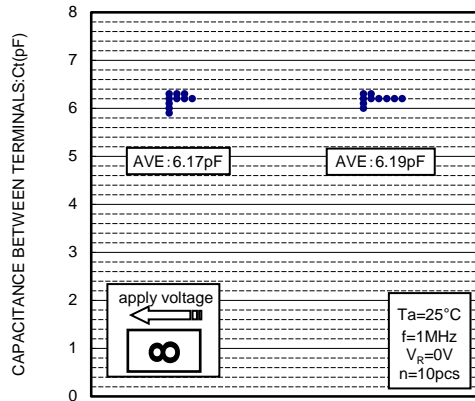 CAPACITANCE BETWEEN TERMINALS:Ct(pF)
8
7
6
5
4
3
2
1
0
AVE:6.17pF
AVE:6.19pF
apply voltage
8
Ta=25°C
f=1MHz
VR=0V
n=10pcs